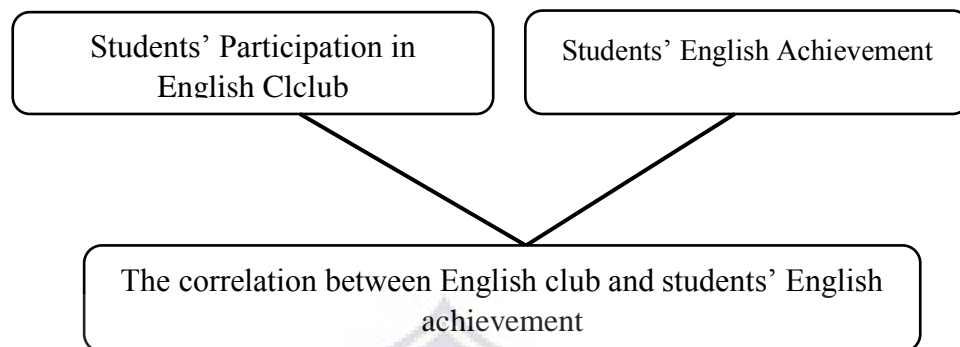 Students’ Participation in
English Clclub
Students’ English Achievement
The correlation between English club and students’ English
achievement